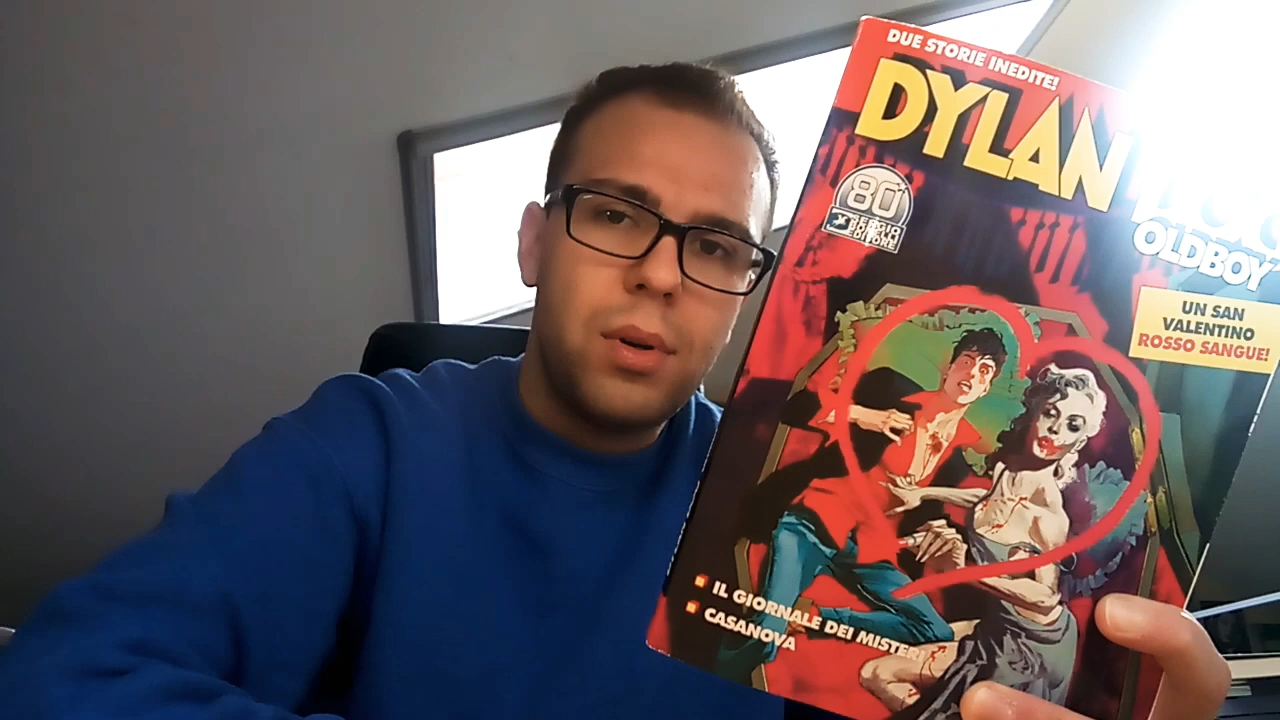 DUE STORIE INEDITE!
DYLAN
OLDBOY
80
SERGIO
BONELLI
EDITORE
UN SAN
VALENTINO
ROSSO SANGUE!
IL GIORNALE DEI MISTERI
CASANOVA